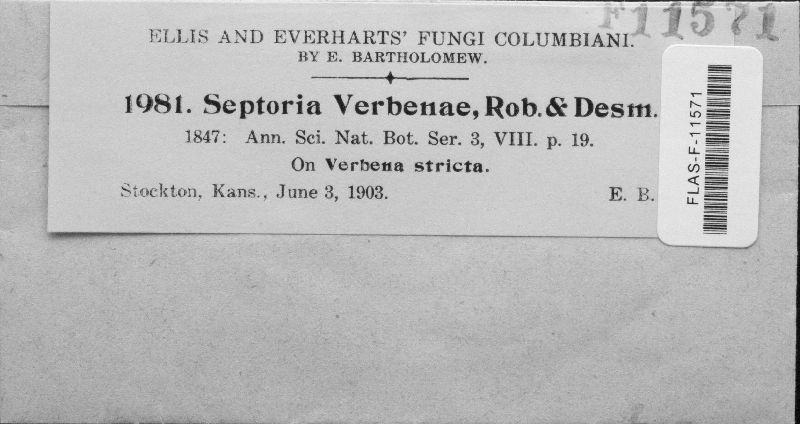 F11571
ELLIS AND EVERHARTS' FUNGI COLUMBIANI.
BY E. BARTHOLOMEW.
1981. Septoria Verbenae, Rob. & Desm.
1847: Ann. Sci. Nat. Bot. Ser. 3, VIII. p. 19.
On Verbena stricta.
Stockton, Kans., June 3, 1903. E. B.
FLAS-F-11571